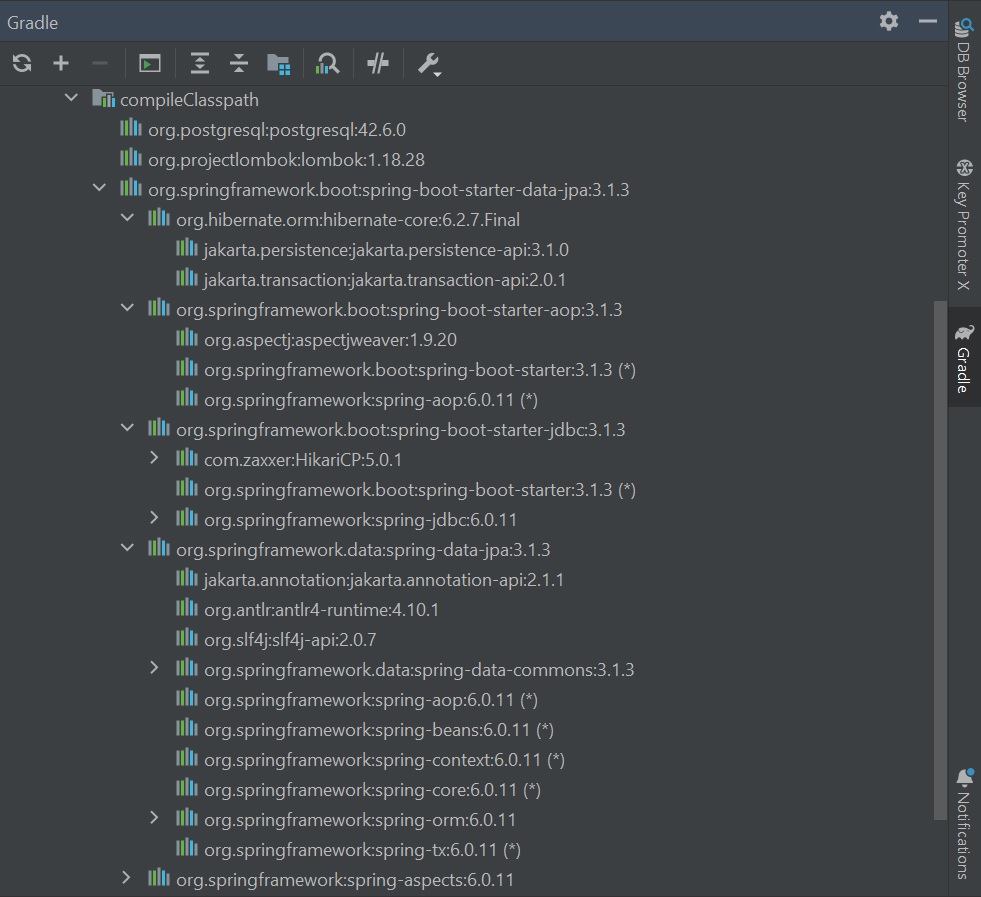 Gradle
compileClasspath
org.postgresql:postgresql:42.6.0
org.projectlombok:lombok:1.18.28
org.springframework.boot:spring-boot-starter-data-jpa:3.1.3
org.hibernate.orm:hibernate-core:6.2.7.Final
jakarta.persistence:jakarta.persistence-api:3.1.0
jakarta.transaction:jakarta.transaction-api:2.0.1
org.springframework.boot:spring-boot-starter-aop:3.1.3
org.aspectj:aspectjweaver:1.9.20
org.springframework.boot:spring-boot-starter:3.1.3 (*)
org.springframework:spring-aop:6.0.11 (*)
org.springframework.boot:spring-boot-starter-jdbc:3.1.3
com.zaxxer:HikariCP:5.0.1
org.springframework.boot:spring-boot-starter:3.1.3 (*)
org.springframework:spring-jdbc:6.0.11
org.springframework.data:spring-data-jpa:3.1.3
jakarta.annotation:jakarta.annotation-api:2.1.1
org.antlr:antlr4-runtime:4.10.1
org.slf4j:slf4j-api:2.0.7
org.springframework.data:spring-data-commons:3.1.3
org.springframework:spring-aop:6.0.11 (*)
org.springframework:spring-beans:6.0.11 (*)
org.springframework:spring-context:6.0.11 (*)
org.springframework:spring-core:6.0.11 (*)
org.springframework:spring-orm:6.0.11
org.springframework:spring-tx:6.0.11 (*)
org.springframework:spring-aspects:6.0.11
DB Browser
Key Promoter X
Gradle
Notifications